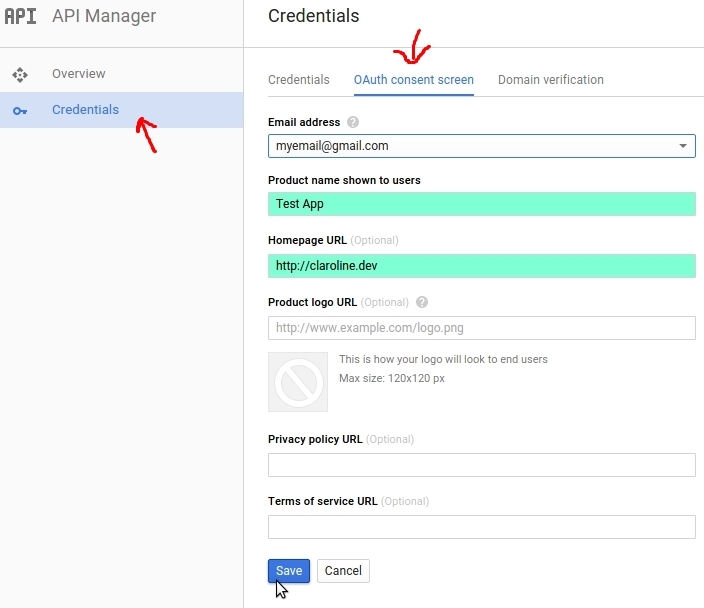 API API Manager
Overview
Credentials
Credentials
Credentials OAuth consent screen Domain verification
Email address ?
myemail@gmail.com
Product name shown to users
Test App
Homepage URL (Optional)
http://claroline.dev
Product logo URL (Optional) ?
http://www.example.com/logo.png
This is how your logo will look to end users
Max size: 120x120 px
Privacy policy URL (Optional)
Terms of service URL (Optional)
Save Cancel